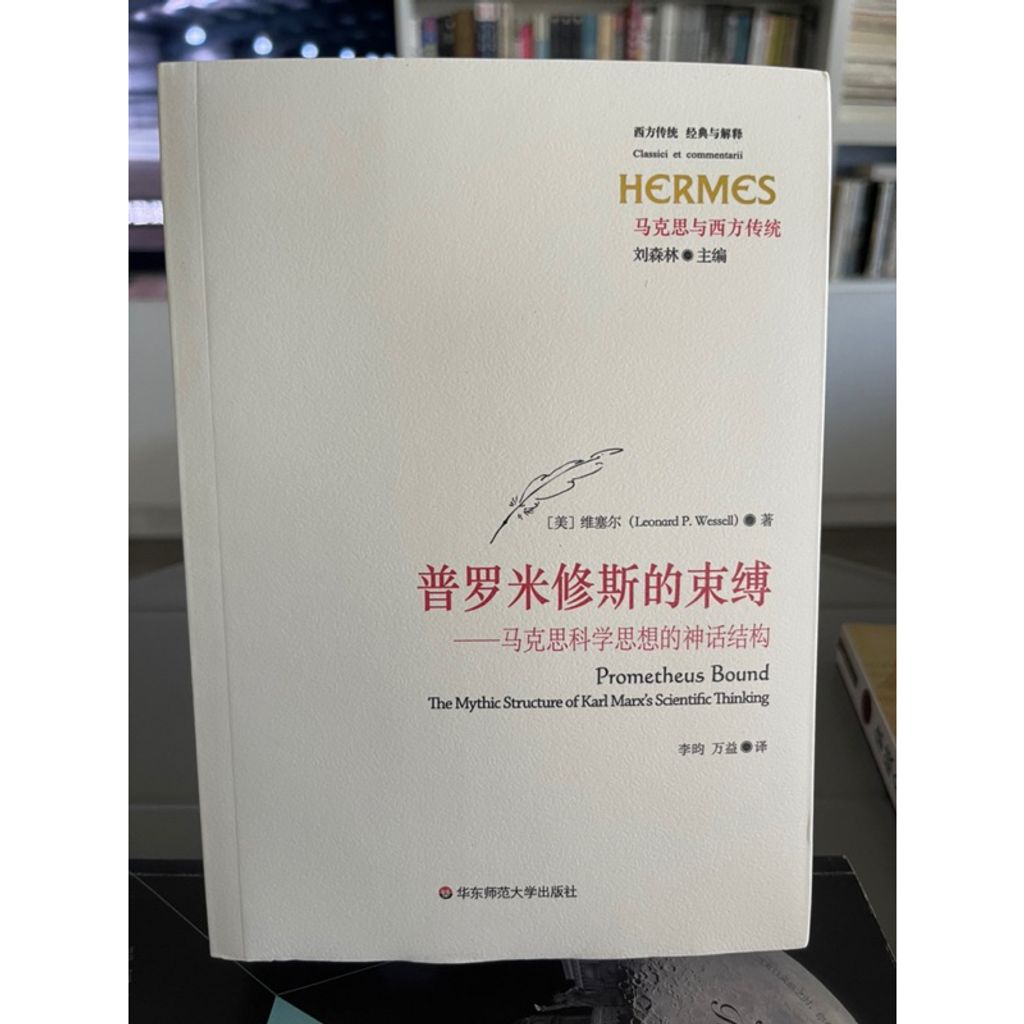 西方传统 经典与解释
Classici et commentarii
HERMES
马克思与西方传统
刘森林●主编
[美] 维塞尔 (Leonard P. Wessell) ●著
普罗米修斯的束缚
——马克思科学思想的神话结构
Prometheus Bound
The Mythic Structure of Karl Marx's Scientific Thinking
李昀 万益●译
华东师范大学出版社